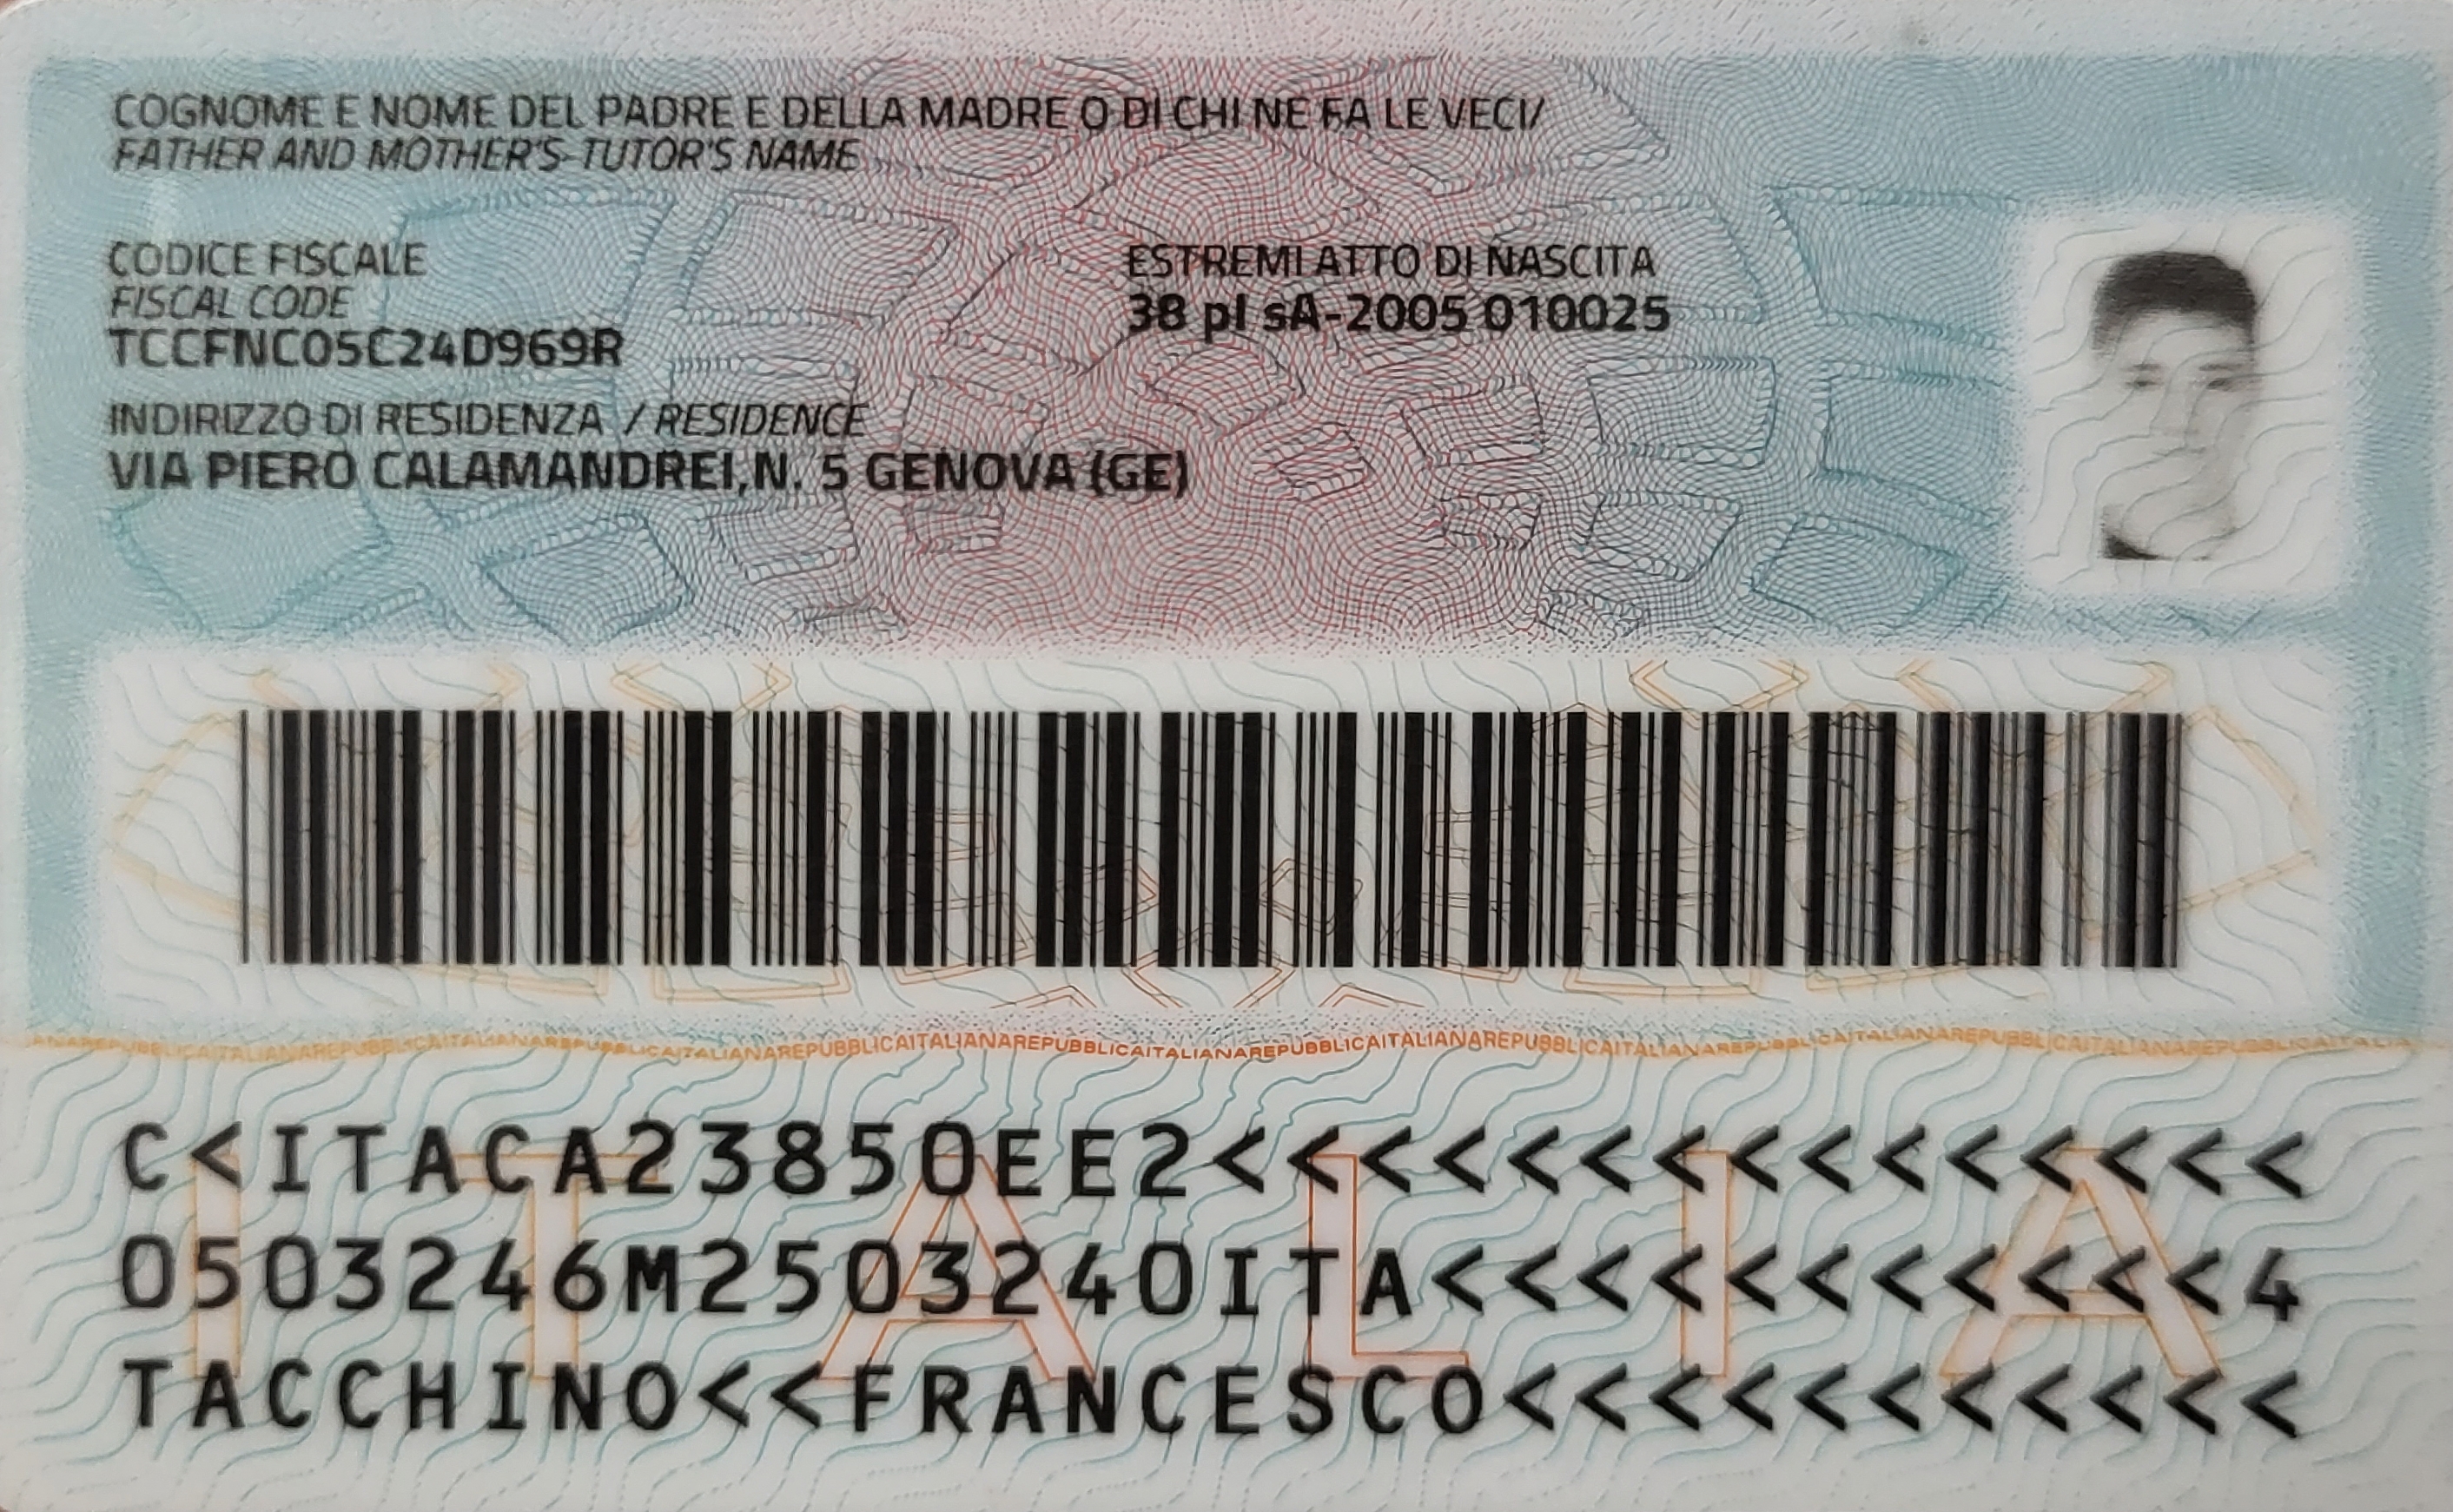 COGNOME E NOME DEL PADRE E DELLA MADRE O DI CHI NE FA LE VECI/
FATHER AND MOTHER'S-TUTOR'S NAME
CODICE FISCALE
FISCAL CODE
TCCFNC05C24D969R
ESTREMI ATTO DI NASCITA
38 pI sA-2005 010025
INDIRIZZO DI RESIDENZA / RESIDENCE
VIA PIERO CALAMANDREI,N. 5 GENOVA (GE)
ANAREPUBBLICAITALIANAREPUBBLICAITALIANAREPUBBLICAITALIANAREPUBBLICAITALIANAREPUBBLICAITALIANAREPUBBLICAITALIANAREPUBBLICAITALIANAREPUBBLICAITALIANAREPUBBLICAITALIANAREPUBBLICAITALIA
C<ITACA23850EE2<<<<<<<<<<<<<<<
0503246M2503240ITA<<<<<<<<<<<4
TACCHINO<<FRANCESCO<<<<<<<<<<<
ITALIA